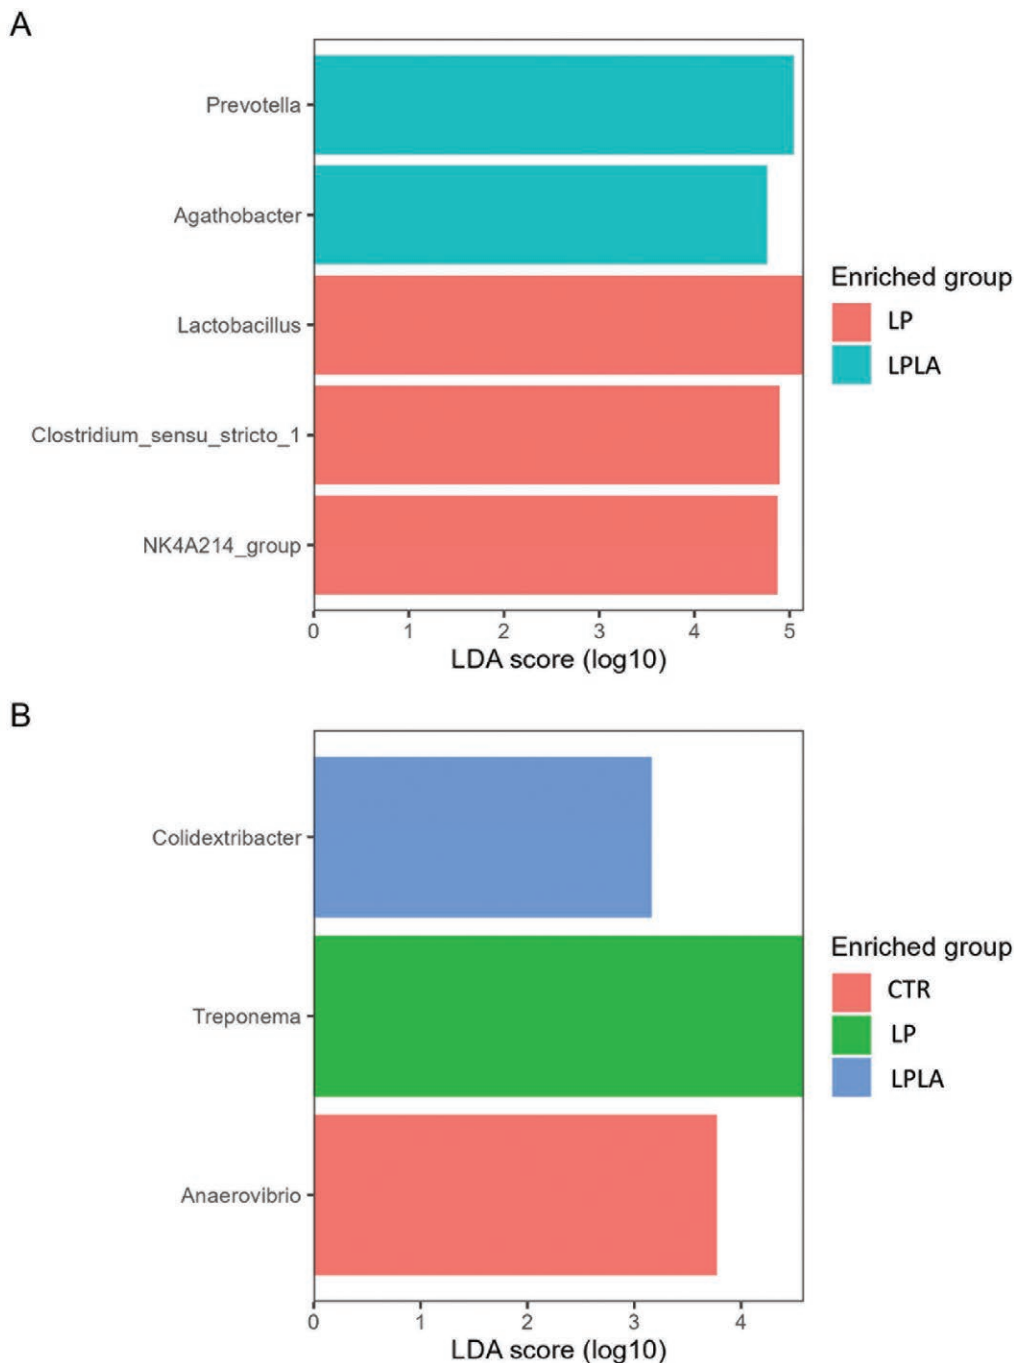 A
Prevotella
Agathobacter
Lactobacillus
Clostridium_sensu_stricto_1
NK4A214_group
0 1 2 3 4 5
LDA score (log10)
Enriched group
LP
LPLA
B
Colidextribacter
Treponema
Anaerovibrio
0 1 2 3 4
LDA score (log10)
Enriched group
CTR
LP
LPLA